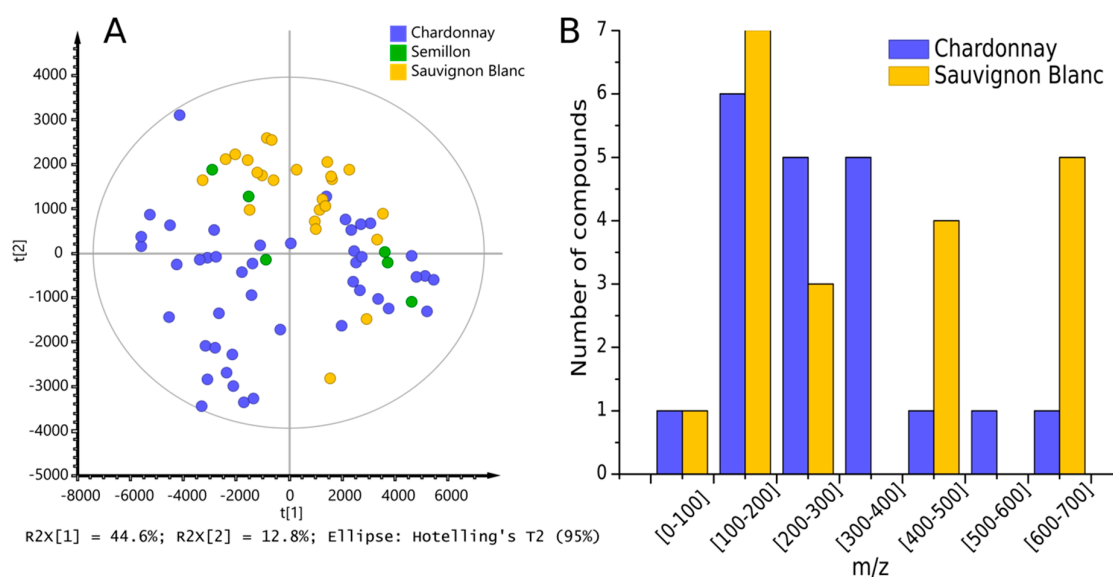 A
Chardonnay
Semillon
Sauvignon Blanc
4000
3000
2000
1000
0
-1000
-2000
-3000
-4000
-5000
t[2]
-8000 -6000 -4000 -2000 0 2000 4000 6000
t[1]
R2X[1] = 44.6%; R2X[2] = 12.8%; Ellipse: Hotelling's T2 (95%)
B
Chardonnay
Sauvignon Blanc
7
6
5
4
3
2
1
0
Number of compounds
[0-100] [100-200] [200-300] [300-400] [400-500] [500-600] [600-700]
m/z